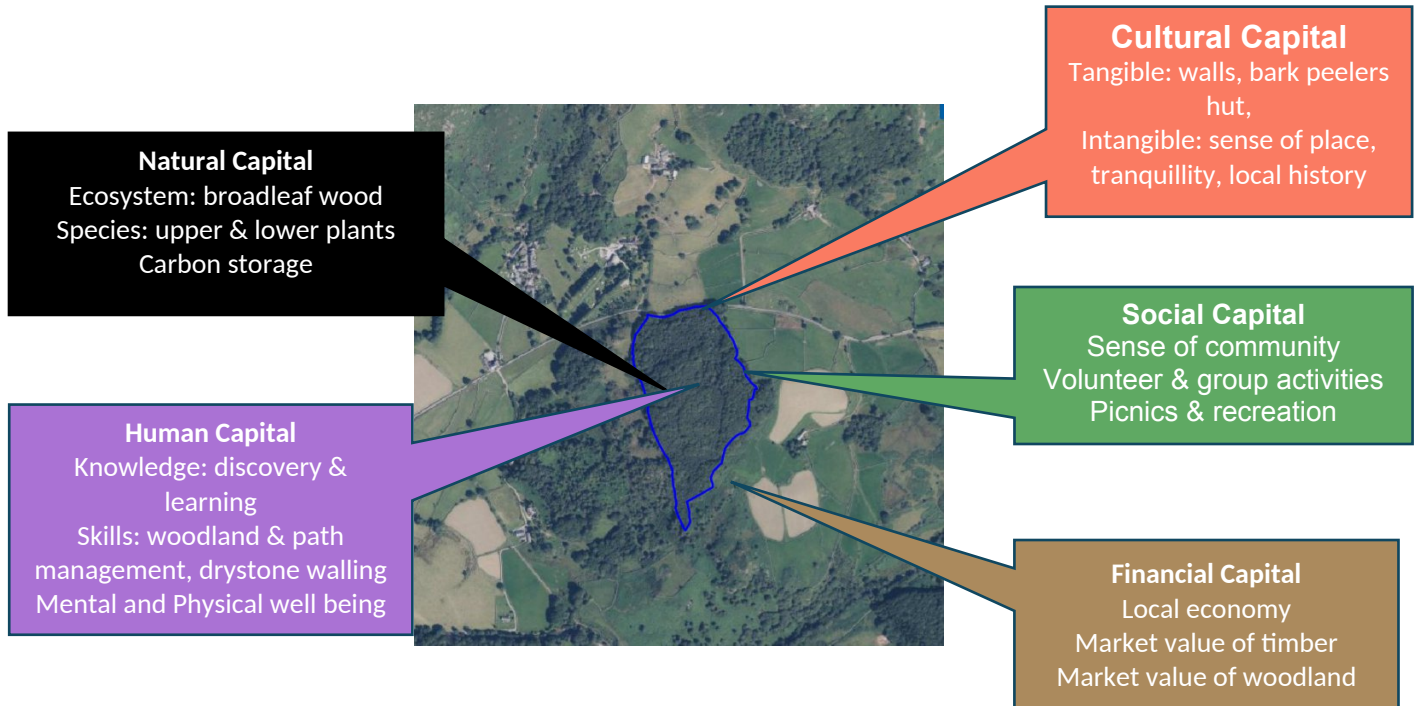 Cultural Capital
Tangible: walls, bark peelers
hut,
Intangible: sense of place,
tranquillity, local history
Natural Capital
Ecosystem: broadleaf wood
Species: upper & lower plants
Carbon storage
Social Capital
Sense of community
Volunteer & group activities
Picnics & recreation
Human Capital
Knowledge: discovery &
learning
Skills: woodland & path
management, drystone walling
Mental and Physical well being
Financial Capital
Local economy
Market value of timber
Market value of woodland